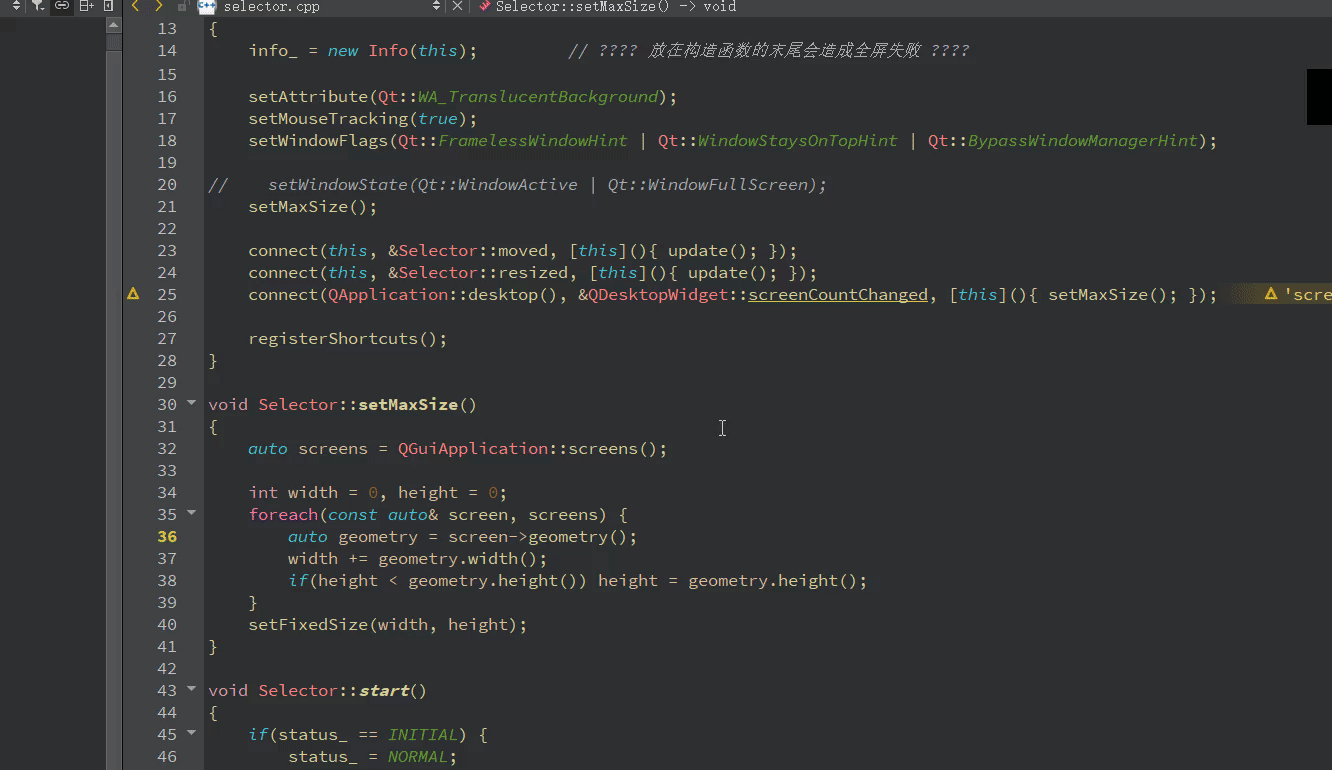 selector.cpp Selector::setMaxSize() -> void
13 {
14 info_ = new Info(this); // ???? 放在构造函数的末尾会造成全屏失败 ????
15
16 setAttribute(Qt::WA_TranslucentBackground);
17 setMouseTracking(true);
18 setWindowFlags(Qt::FramelessWindowHint | Qt::WindowStaysOnTopHint | Qt::BypassWindowManagerHint);
19
20 // setWindowState(Qt::WindowActive | Qt::WindowFullScreen);
21 setMaxSize();
22
23 connect(this, &Selector::moved, [this](){ update(); });
24 connect(this, &Selector::resized, [this](){ update(); });
25 connect(QApplication::desktop(), &QDesktopWidget::screenCountChanged, [this](){ setMaxSize(); }); 'scre
26
27 registerShortcuts();
28 }
29
30 void Selector::setMaxSize()
31 {
32 auto screens = QGuiApplication::screens();
33
34 int width = 0, height = 0;
35 foreach(const auto& screen, screens) {
36 auto geometry = screen->geometry();
37 width += geometry.width();
38 if(height < geometry.height()) height = geometry.height();
39 }
40 setFixedSize(width, height);
41 }
42
43 void Selector::start()
44 {
45 if(status_ == INITIAL) {
46 status_ = NORMAL;